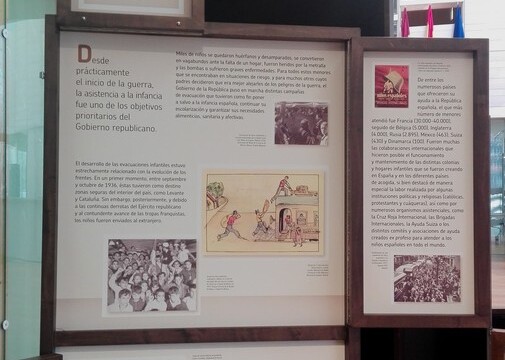 Desde
prácticamente
el inicio de la guerra,
la asistencia a la infancia
fue uno de los objetivos
prioritarios del
Gobierno republicano.
Miles de niños se quedaron huérfanos y desamparados, se convirtieron
en vagabundos ante la falta de un hogar, fueron heridos por la metralla
y las bombas o sufrieron graves enfermedades. Para todos estos menores
que se encontraban en situaciones de riesgo, y para muchos otros cuyos
padres decidieron que era mejor alejarlos de los peligros de la guerra, el
Gobierno de la República puso en marcha distintas campañas
de evacuación que tuvieron como fin poner
a salvo a la infancia española, continuar su
escolarización y garantizar sus necesidades
alimenticias, sanitaria y afectivas.
El desarrollo de las evacuaciones infantiles estuvo
estrechamente relacionado con la evolución de los
frentes. En un primer momento, entre septiembre
y octubre de 1936, éstas tuvieron como destino
zonas seguras del interior del país, como Levante
y Cataluña. Sin embargo, posteriormente, y debido
a las continuas derrotas del Ejército republicano
y al contundente avance de las tropas franquistas,
los niños fueron enviados al extranjero.
De entre los
numerosos países
que ofrecieron su
ayuda a la República
española, el que más
número de menores
atendió fue Francia (30.000-40.000),
seguido de Bélgica (5.000), Inglaterra
(4.000), Rusia (2.895), México (463), Suiza
(430) y Dinamarca (100). Fueron muchas
las colaboraciones internacionales que
hicieron posible el funcionamiento
y mantenimiento de las distintas colonias
y hogares infantiles que se fueron creando
en España y en los diferentes países
de acogida, si bien destacó de manera
especial la labor realizada por algunas
instituciones políticas y religiosas (católicas,
protestantes y cuáqueras), así como por
numerosos organismos asistenciales, como
la Cruz Roja Internacional, las Brigadas
Internacionales, la Ayuda Suiza o los
distintos comités y asociaciones de ayuda
creados ex profeso para atender a los
niños españoles en todo el mundo.